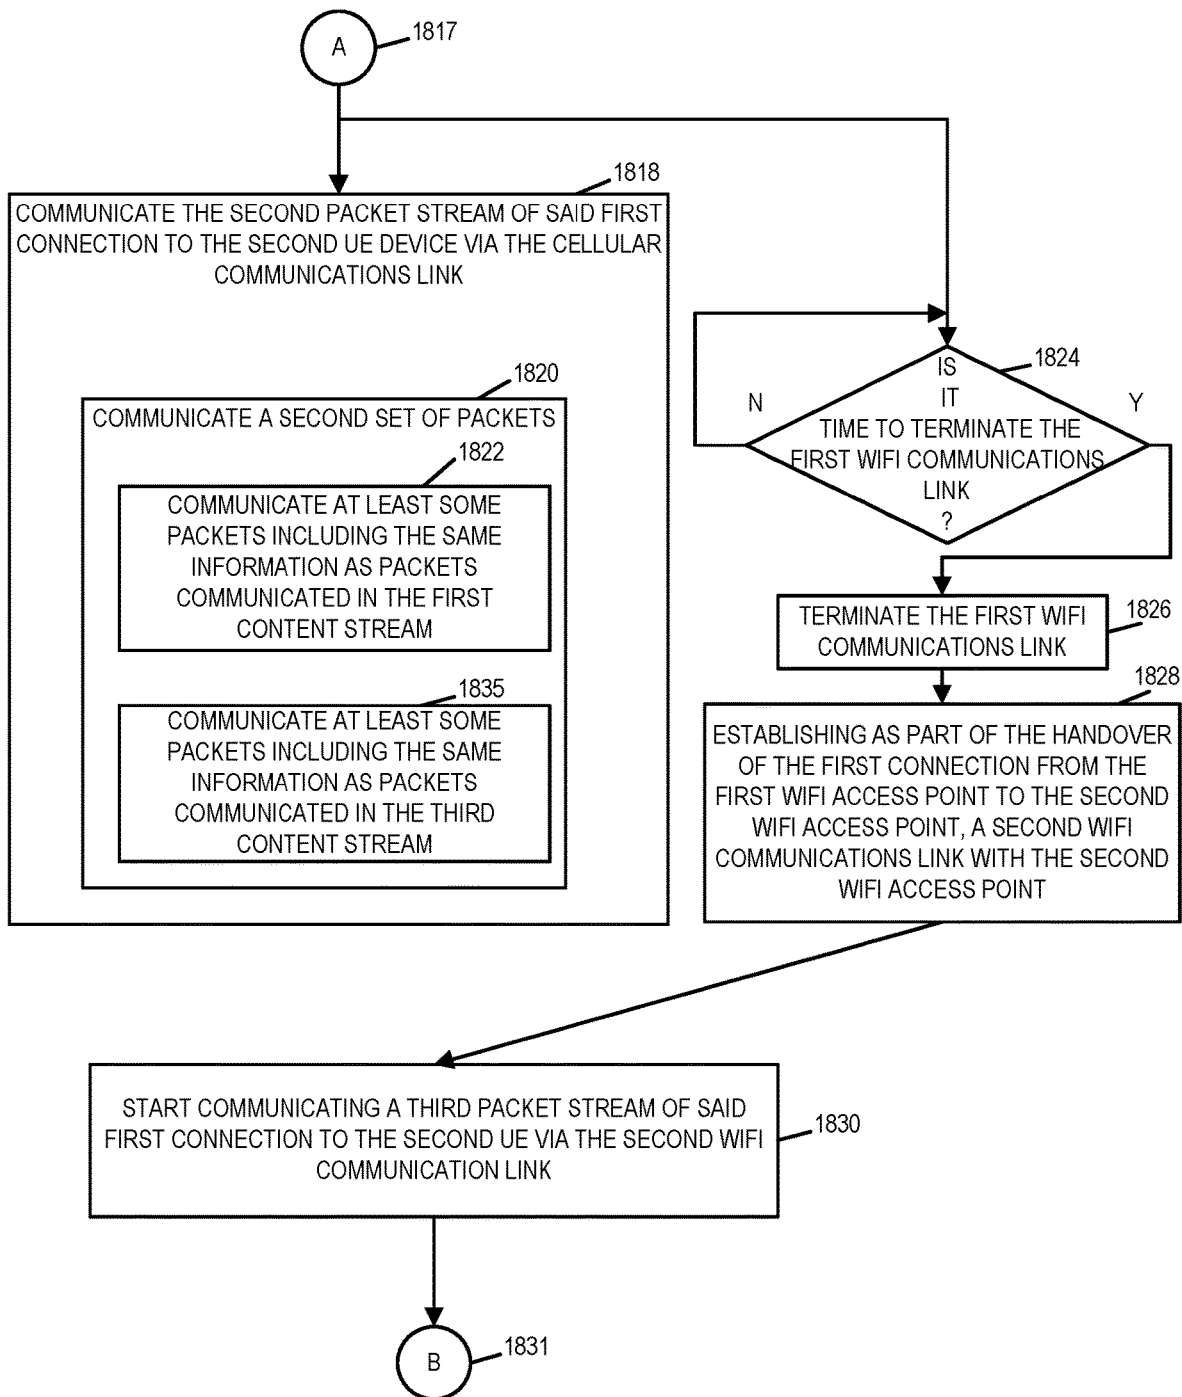 A
1817
1818
COMMUNICATE THE SECOND PACKET STREAM OF SAID FIRST
CONNECTION TO THE SECOND UE DEVICE VIA THE CELLULAR
COMMUNICATIONS LINK
1820
COMMUNICATE A SECOND SET OF PACKETS
1822
COMMUNICATE AT LEAST SOME
PACKETS INCLUDING THE SAME
INFORMATION AS PACKETS
COMMUNICATED IN THE FIRST
CONTENT STREAM
1835
COMMUNICATE AT LEAST SOME
PACKETS INCLUDING THE SAME
INFORMATION AS PACKETS
COMMUNICATED IN THE THIRD
CONTENT STREAM
1824
N
Y
IS
IT
TIME TO TERMINATE THE
FIRST WIFI COMMUNICATIONS
LINK
?
TERMINATE THE FIRST WIFI
COMMUNICATIONS LINK
1826
1828
ESTABLISHING AS PART OF THE HANDOVER
OF THE FIRST CONNECTION FROM THE
FIRST WIFI ACCESS POINT TO THE SECOND
WIFI ACCESS POINT, A SECOND WIFI
COMMUNICATIONS LINK WITH THE SECOND
WIFI ACCESS POINT
START COMMUNICATING A THIRD PACKET STREAM OF SAID
FIRST CONNECTION TO THE SECOND UE VIA THE SECOND WIFI
COMMUNICATION LINK
1830
B
1831